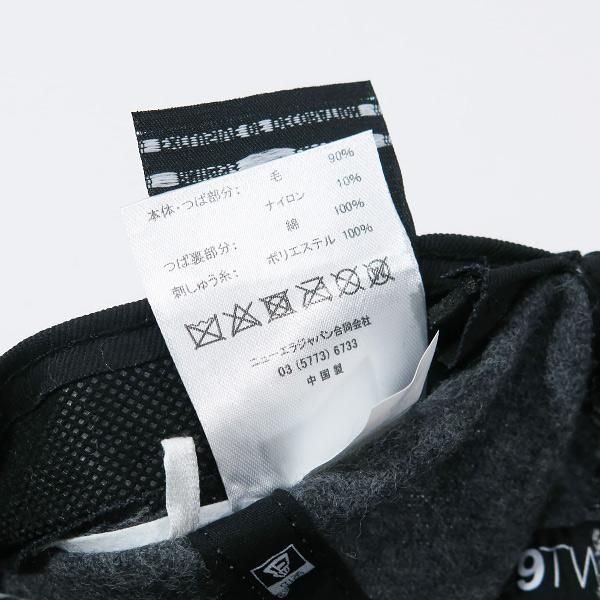 本体・つば部分： 毛 90%
ナイロン 10%
つば裏部分： 綿 100%
刺しゅう糸： ポリエステル 100%
ニューエラジャパン合同会社
03 (5773) 6733
中国製
9TW